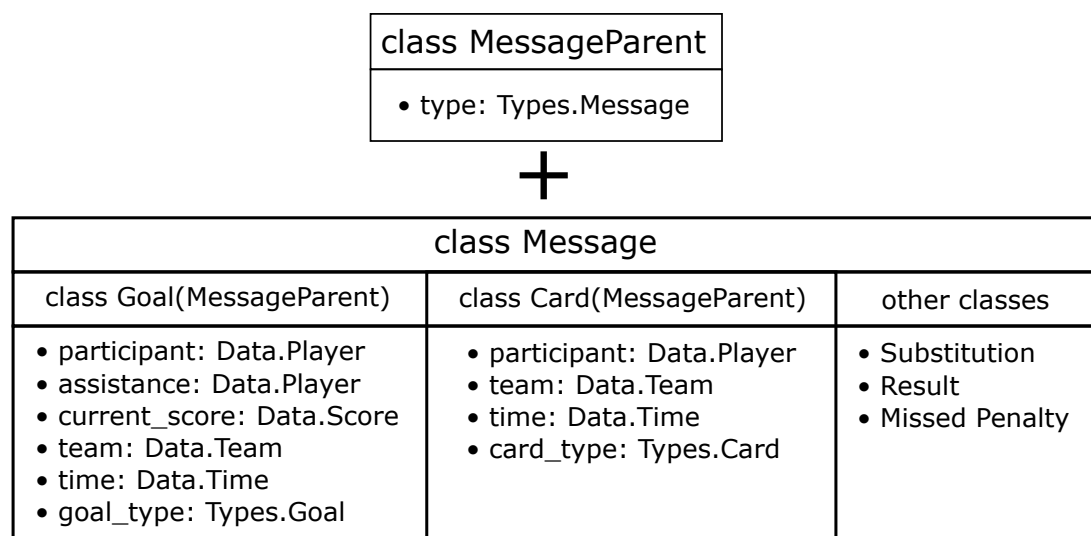 class MessageParent
• type: Types.Message
+
class Message
class Goal(MessageParent)
• participant: Data.Player
• assistance: Data.Player
• current_score: Data.Score
• team: Data.Team
• time: Data.Time
• goal_type: Types.Goal
class Card(MessageParent)
• participant: Data.Player
• team: Data.Team
• time: Data.Time
• card_type: Types.Card
other classes
• Substitution
• Result
• Missed Penalty